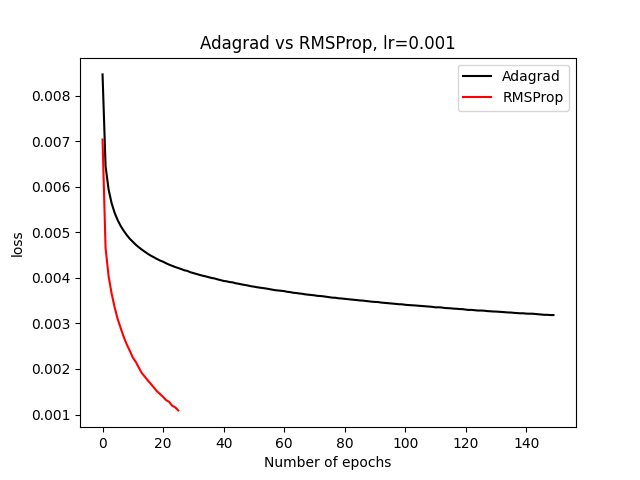 Adagrad vs RMSProp, lr=0.001
Adagrad
RMSProp
0.008
0.007
0.006
0.005
0.004
0.003
0.002
0.001
loss
0 20 40 60 80 100 120 140
Number of epochs